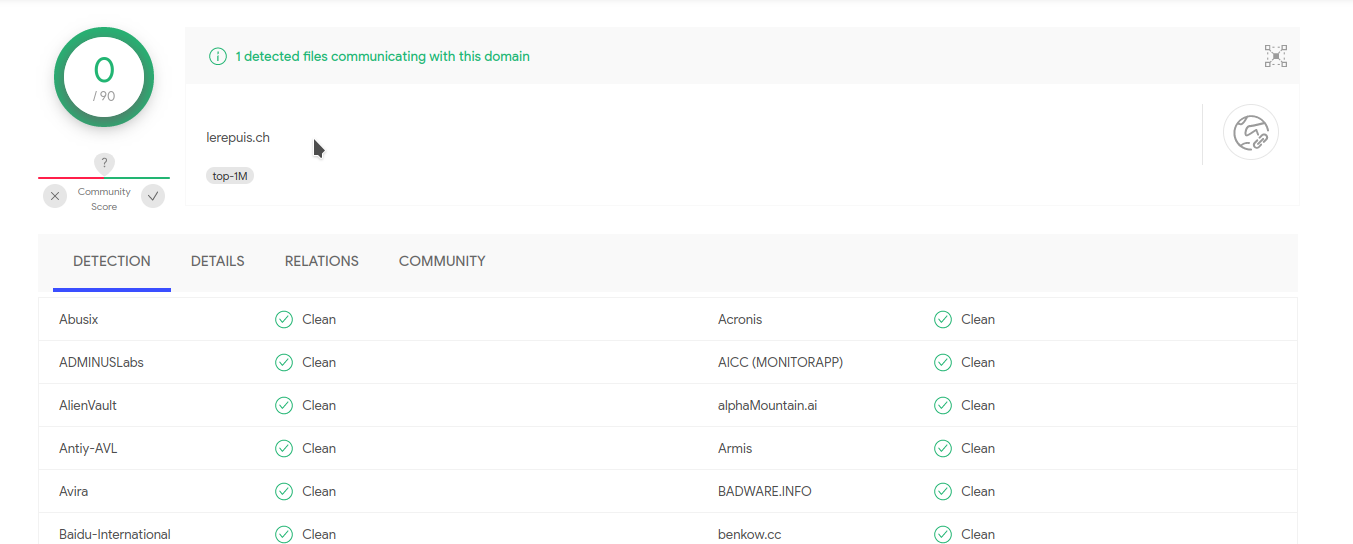 0
/ 90
?
Community
Score
1 detected files communicating with this domain
lerepuis.ch
top-1M
DETECTION DETAILS RELATIONS COMMUNITY
Abusix Clean Acronis Clean
ADMINUSLabs Clean AICC (MONITORAPP) Clean
AlienVault Clean alphaMountain.ai Clean
Antiy-AVL Clean Armis Clean
Avira Clean BADWARE.INFO Clean
Baidu-International Clean benkow.cc Clean